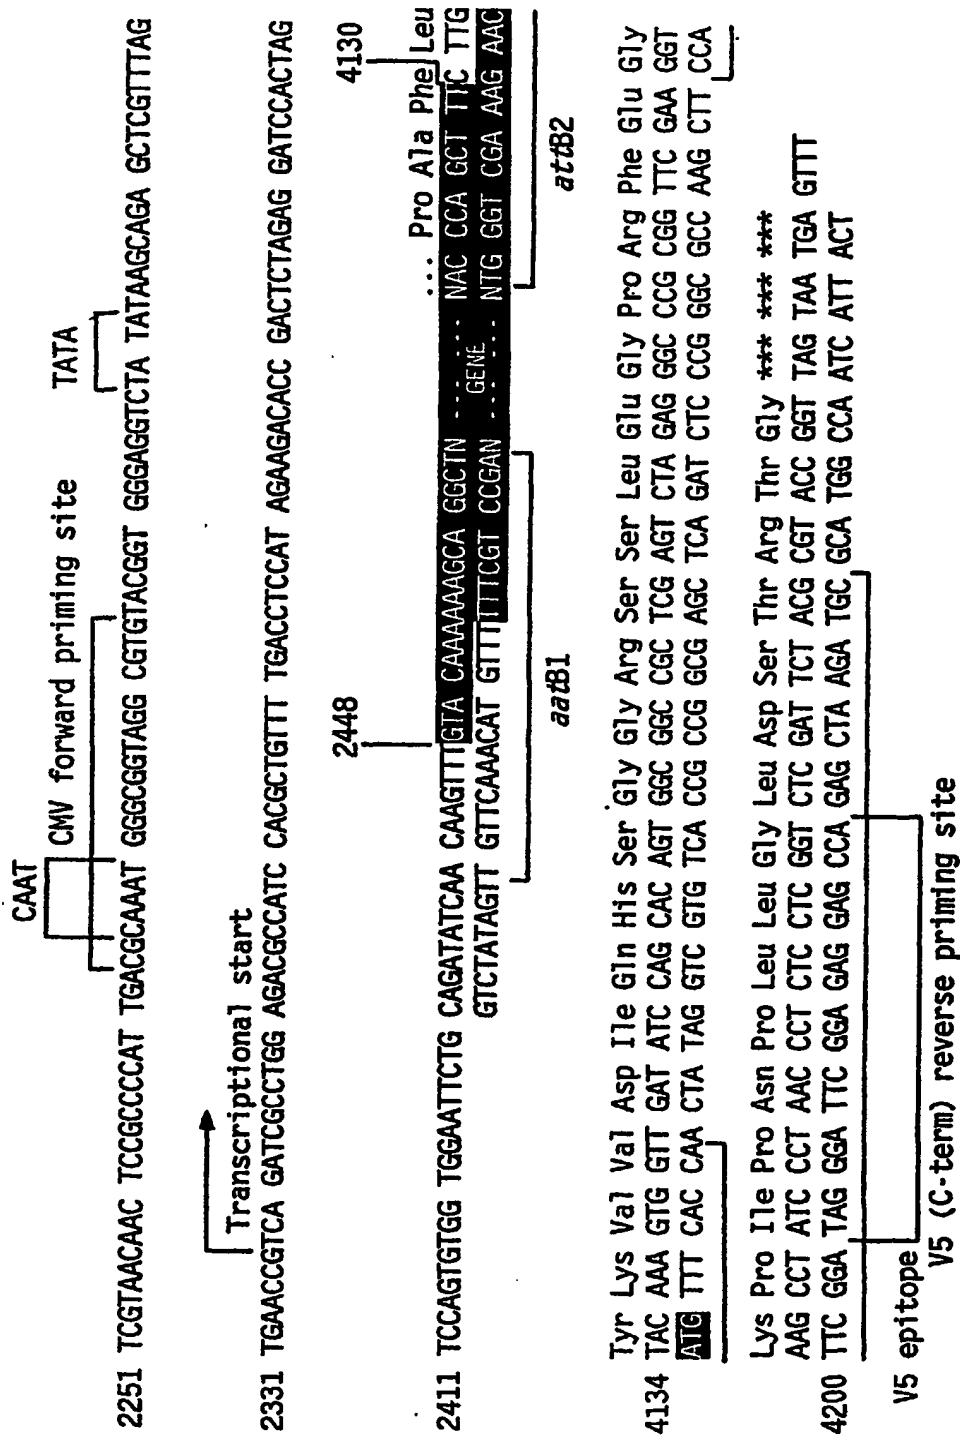 CAAT
CMV forward priming site
TATA
2251 TCGTAACAAC TCCGCCCCAT TGACGCAAAT GGGCGGTAGG CGTGTACGGT GGGAGGTCTA TATAAGCAGA GCTCGTTTAG
Transcriptional start
2331 TGAACCGTCA GATCGCCTGG AGACGCCATC CACGCTGTTT TGACCTCCAT AGAAGACACC GACTCTAGAG GATCCACTAG
2448
4130
... Pro Ala Phe Leu
2411 TCCAGTGTGG TGGAATTCTG CAGATATCAA CAAGTTTGTA CAAAAAAGCA GGCTN ------ NAC CCA GCT TTC TTG
GENE
GTCTATAGTT GTTCAAACAT GTTTTTTCGT CCGAN ------ NTG GGT CGA AAG AAC
aatB1
attB2
Tyr Lys Val Val Asp Ile Gln His Ser Gly Gly Arg Ser Ser Leu Glu Gly Pro Arg Phe Glu Gly
4134 TAC AAA GTG GTT GAT ATC CAG CAC AGT GGC GGC CGC TCG AGT CTA GAG GGC CCG CGG TTC GAA GGT
ATG TTT CAC CAA CTA TAG GTC GTG TCA CCG CCG GCG AGC TCA GAT CTC CCG GGC GCC AAG CTT CCA
Lys Pro Ile Pro Asn Pro Leu Leu Gly Leu Asp Ser Thr Arg Thr Gly *** *** ***
AAG CCT ATC CCT AAC CCT CTC CTC GGT CTC GAT TCT ACG CGT ACC GGT TAG TAA TGA GTTT
4200 TTC GGA TAG GGA TTC GGA GAG GAG CCA GAG CTA AGA TGC GCA TGG CCA ATC ATT ACT
V5 epitope
V5 (C-term) reverse priming site